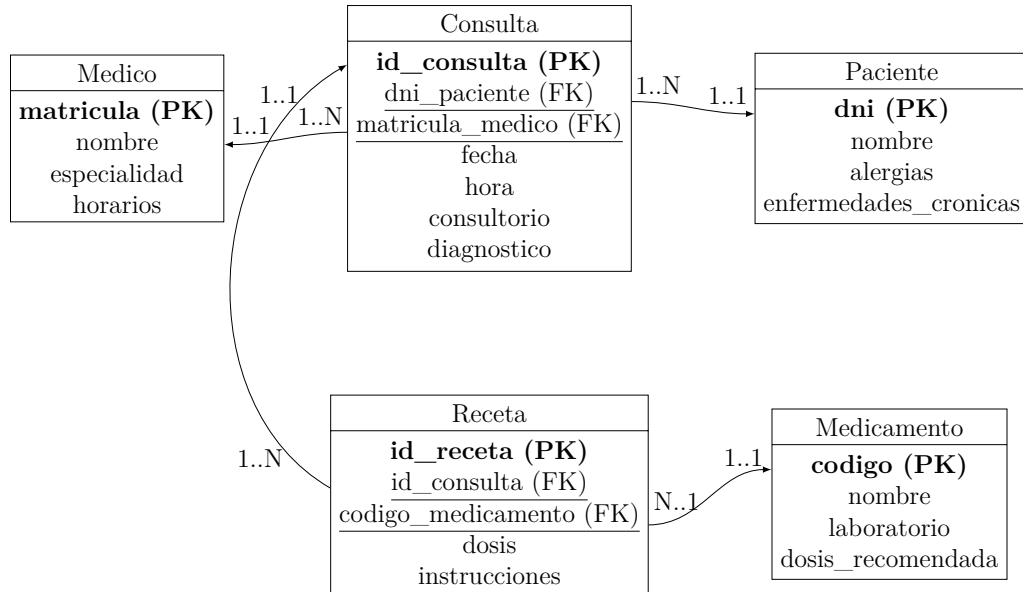 Medico
matricula (PK)
nombre
especialidad
horarios
1..1
1..1
1..N
Consulta
id_consulta (PK)
dni_paciente (FK)
matricula_medico (FK)
fecha
hora
consultorio
diagnostico
1..N
1..1
Paciente
dni (PK)
nombre
alergias
enfermedades_cronicas
1..N
Receta
id_receta (PK)
id_consulta (FK)
codigo_medicamento (FK)
dosis
instrucciones
N..1
1..1
Medicamento
codigo (PK)
nombre
laboratorio
dosis_recomendada